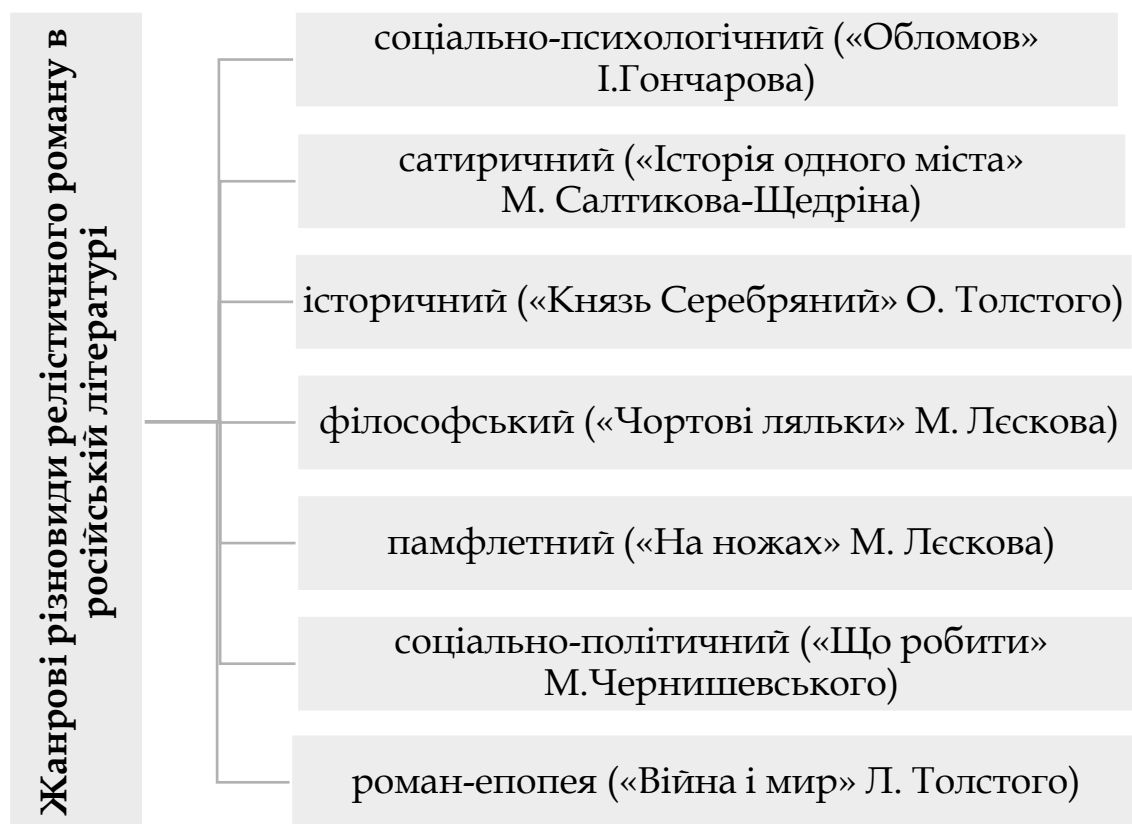 Жанрові різновиди релістичного роману в
російській літературі
соціально-психологічний («Обломов»
І.Гончарова)
сатиричний («Історія одного міста»
М. Салтикова-Щедріна)
історичний («Князь Серебряний» О. Толстого)
філософський («Чортові ляльки» М. Лєскова)
памфлетний («На ножах» М. Лєскова)
соціально-політичний («Що робити»
М.Чернишевського)
роман-епопея («Війна і мир» Л. Толстого)